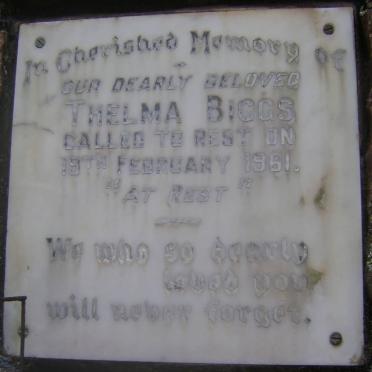 In Cherished Memory of
OUR DEARLY BELOVED
THELMA BIGGS
CALLED TO REST ON
19TH FEBRUARY 1961.
"AT REST"
We who so dearly
loved you
will never forget.